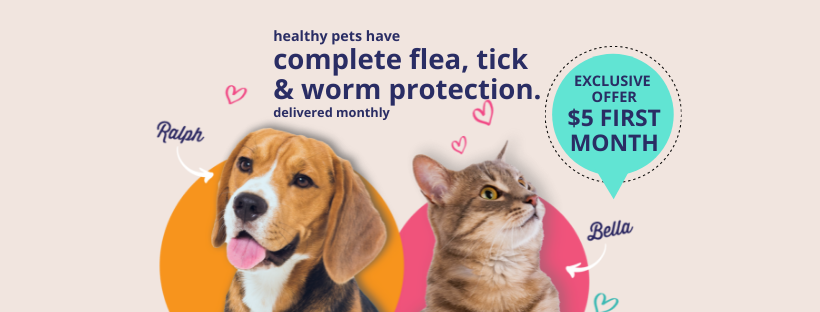 healthy pets have
complete flea, tick
& worm protection.
delivered monthly
EXCLUSIVE
OFFER
$5 FIRST
MONTH
Ralph
Bella